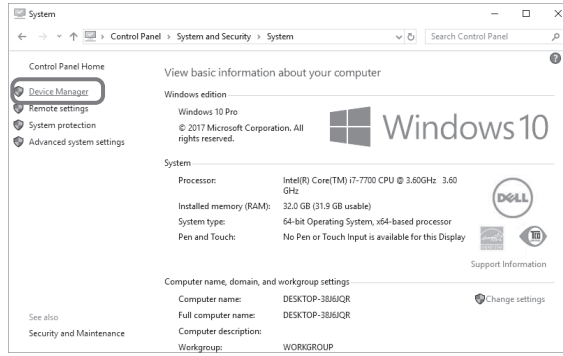 System
Control Panel > System and Security > System
Search Control Panel
Control Panel Home
Device Manager
Remote settings
System protection
Advanced system settings
View basic information about your computer
Windows edition
Windows 10 Pro
© 2017 Microsoft Corporation. All
rights reserved.
Windows 10
System
Processor: Intel(R) Core(TM) i7-7700 CPU @ 3.60GHz 3.60
GHz
Installed memory (RAM): 32.0 GB (31.9 GB usable)
System type: 64-bit Operating System, x64-based processor
Pen and Touch: No Pen or Touch Input is available for this Display
DELL
Support Information
Computer name, domain, and workgroup settings
Computer name: DESKTOP-38J6JQR
Change settings
Full computer name: DESKTOP-38J6JQR
Computer description:
Workgroup: WORKGROUP
See also
Security and Maintenance